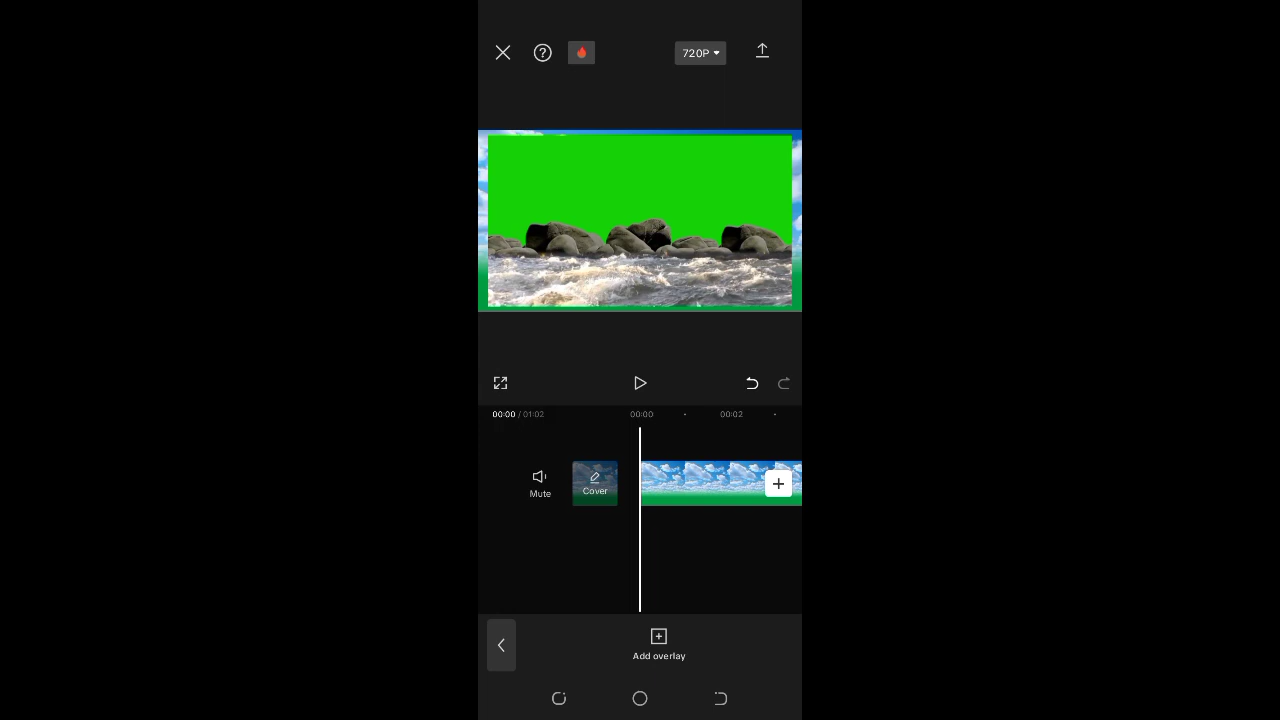 720P
00:00 / 01:02
00:00
00:02
Mute
Cover
Add overlay